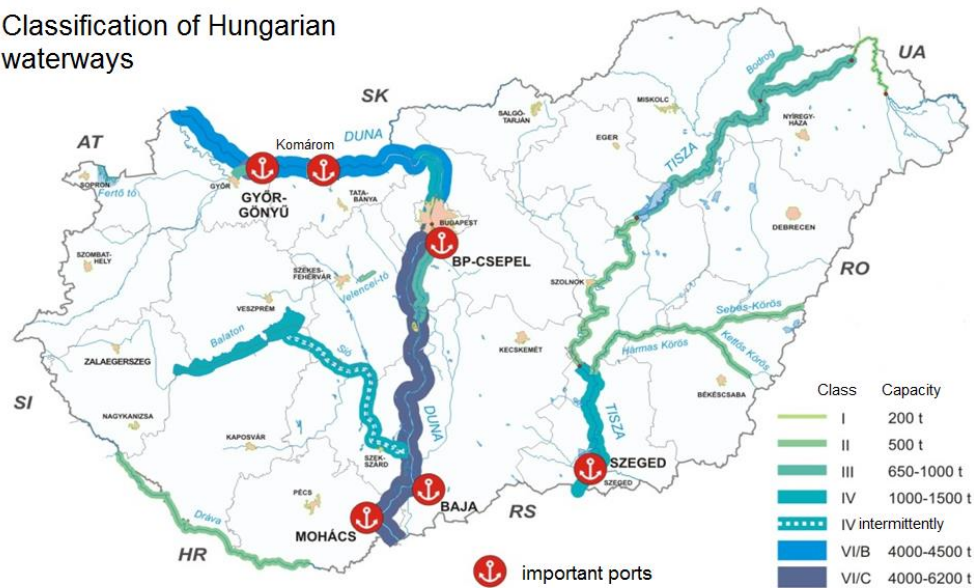 Classification of Hungarian
waterways
SK
UA
AT
Komárom
DUNA
Bodrog
SALGÓ-
TARJÁN
MISKOLC
EGER
NYÍREGY-
HÁZA
TISZA
SOPRON
Fertő tó
GYŐR
GYŐR-
GÖNYŰ
TATA-
BÁNYA
BUDAPEST
BP-CSEPEL
DEBRECEN
SZOMBAT-
HELY
SZÉKES-
FEHÉRVÁR
Velencei-tó
SZOLNOK
RO
VESZPRÉM
Balaton
Sió
KECSKEMÉT
Sebes-Körös
Hármas Körös
Kettős Körös
ZALAEGERSZEG
BÉKÉSCSABA
SI
NAGYKANIZSA
KAPOSVÁR
DUNA
TISZA
SZEK-
SZÁRD
SZEGED
SZEGED
PÉCS
BAJA
RS
MOHÁCS
Dráva
HR
important ports
Class Capacity
I 200 t
II 500 t
III 650-1000 t
IV 1000-1500 t
IV intermittently
VI/B 4000-4500 t
VI/C 4000-6200 t